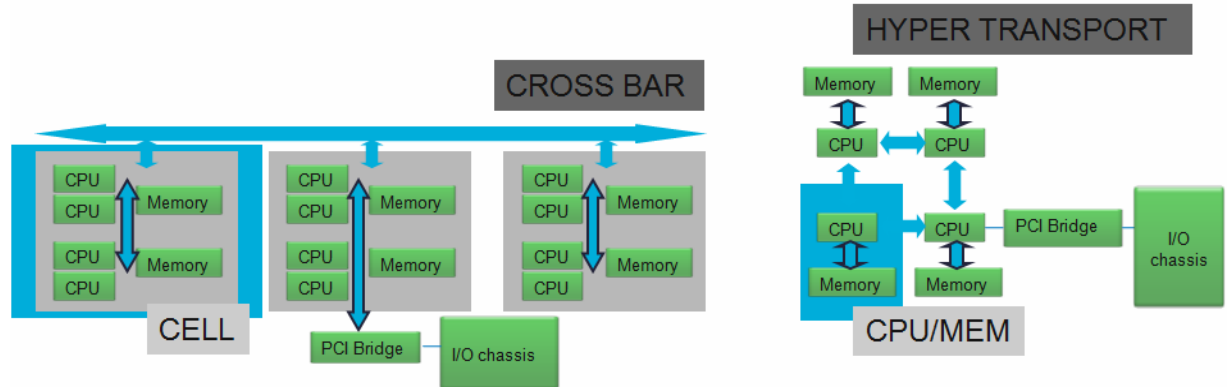 HYPER TRANSPORT
CROSS BAR
CPU
CPU
CPU
CPU
Memory
Memory
CELL
CPU
CPU
CPU
CPU
Memory
Memory
PCI Bridge
I/O chassis
CPU
CPU
CPU
CPU
Memory
Memory
Memory
Memory
CPU
CPU
CPU
CPU
PCI Bridge
I/O
chassis
Memory
Memory
CPU/MEM